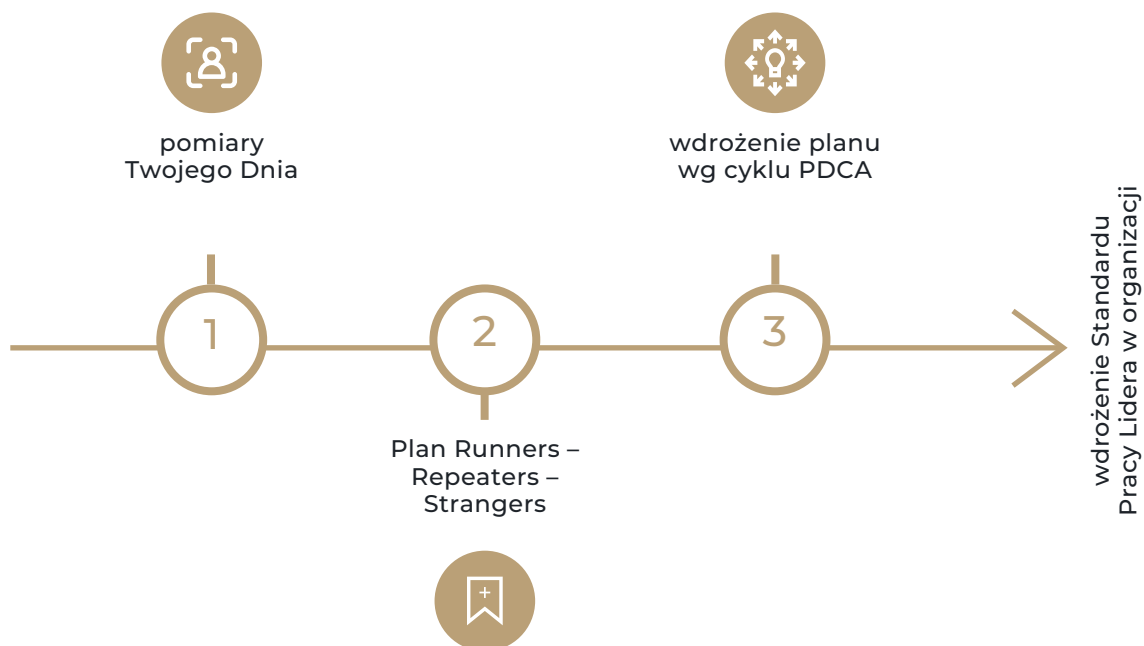 pomiary
Twojego Dnia
wdrożenie planu
wg cyklu PDCA
1
2
3
Plan Runners –
Repeaters –
Strangers
wdrożenie Standardu
Pracy Lidera w organizacji